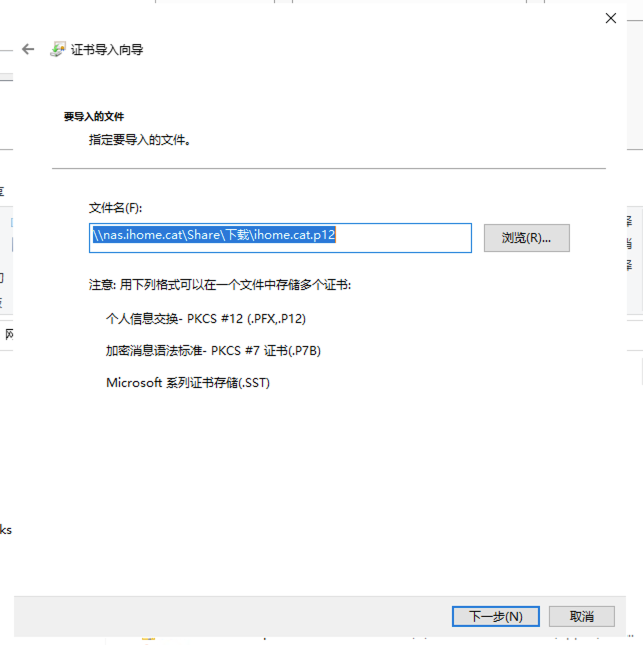 证书导入向导
要导入的文件
指定要导入的文件。
文件名(F):
\\nas.ihome.cat\Share\下载\ihome.cat.p12
浏览(R)...
注意: 用下列格式可以在一个文件中存储多个证书:
个人信息交换- PKCS #12 (.PFX,.P12)
加密消息语法标准- PKCS #7 证书(.P7B)
Microsoft 系列证书存储(.SST)
ks
下一步(N)
取消